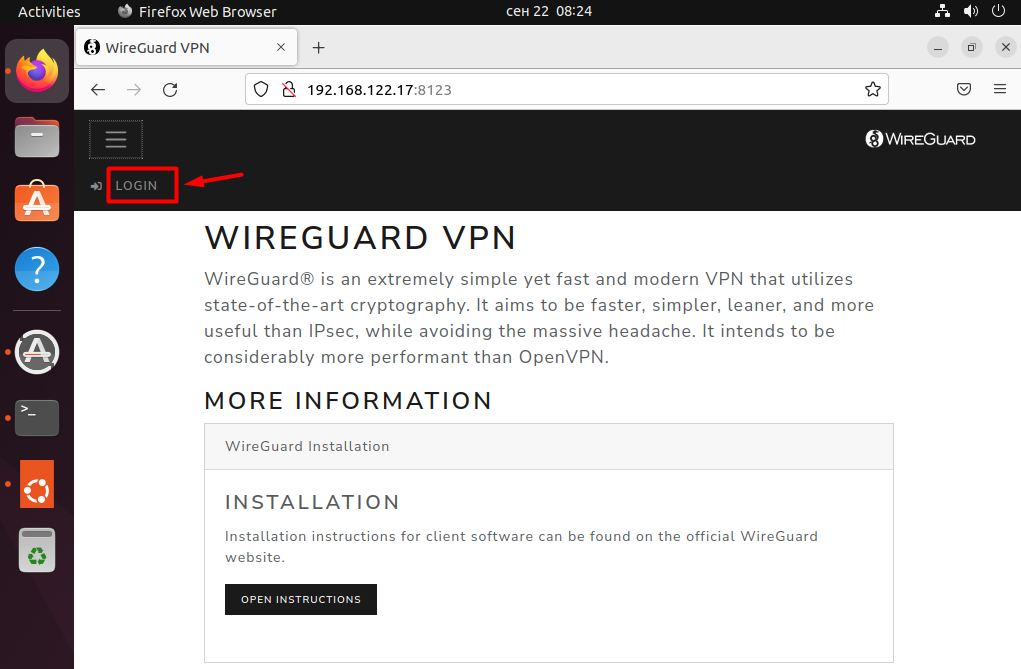 Activities
Firefox Web Browser
сен 22 08:24
WireGuard VPN
192.168.122.17:8123
WIREGUARD
LOGIN
WIREGUARD VPN
WireGuard® is an extremely simple yet fast and modern VPN that utilizes
state-of-the-art cryptography. It aims to be faster, simpler, leaner, and more
useful than IPsec, while avoiding the massive headache. It intends to be
considerably more performant than OpenVPN.
MORE INFORMATION
WireGuard Installation
INSTALLATION
Installation instructions for client software can be found on the official WireGuard
website.
OPEN INSTRUCTIONS